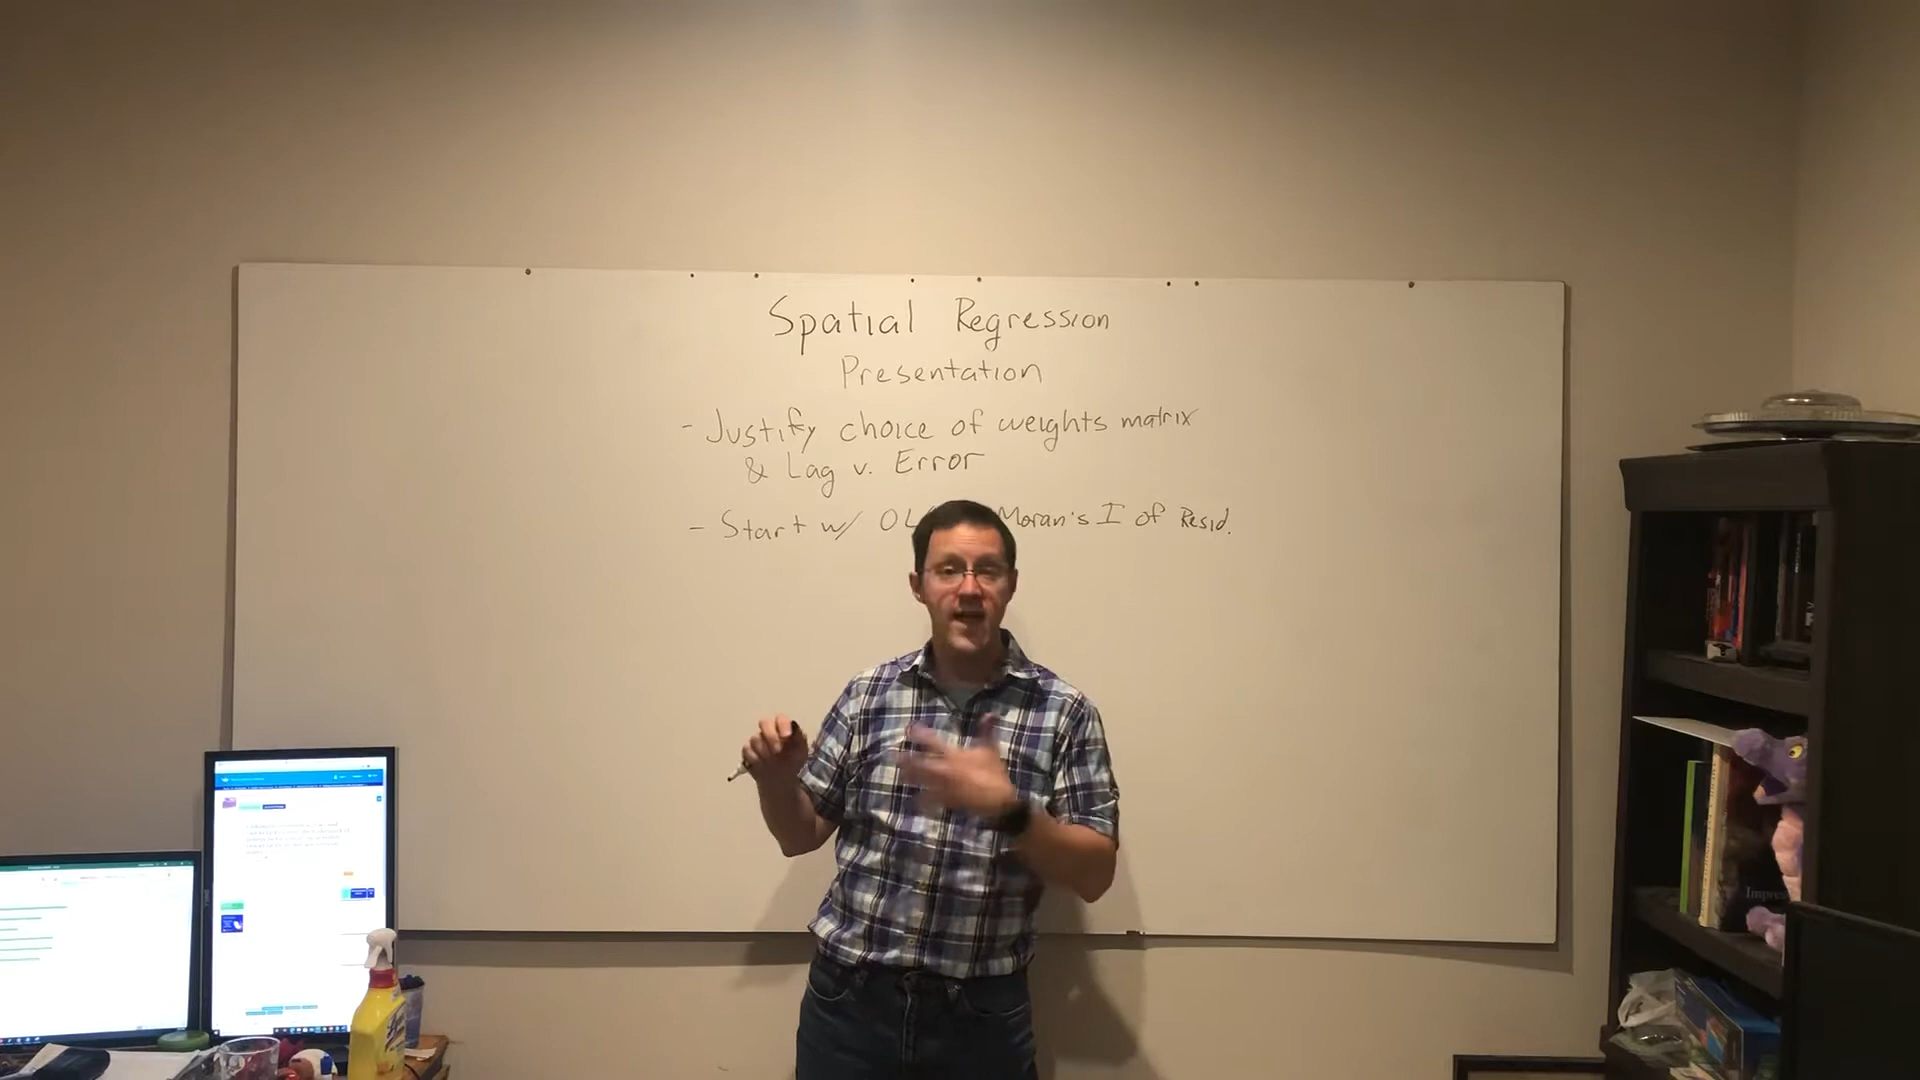 Spatial Regression
Presentation
- Justify choice of weights matrix
& Lag v. Error
- Start w/ Moran's I of Resid.